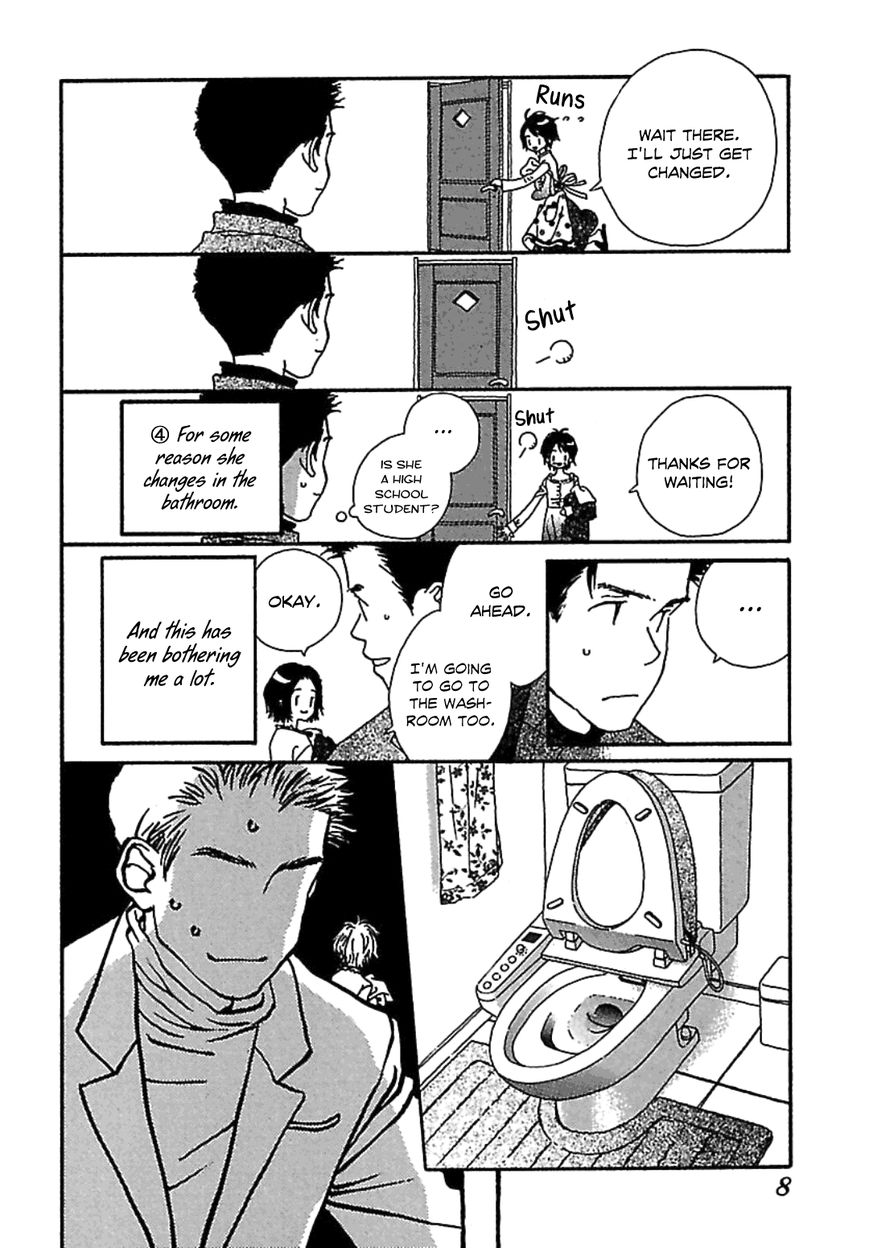 WAIT THERE.
I'LL JUST GET
CHANGED.
Runs
Shut
THANKS FOR
WAITING!
Shut
...
IS SHE
A HIGH
SCHOOL
STUDENT?
④ For some
reason she
changes in the
bathroom.
...
GO
AHEAD.
I'M GOING
TO GO TO
THE WASH-
ROOM TOO.
OKAY.
And this has
been bothering
me a lot.
8